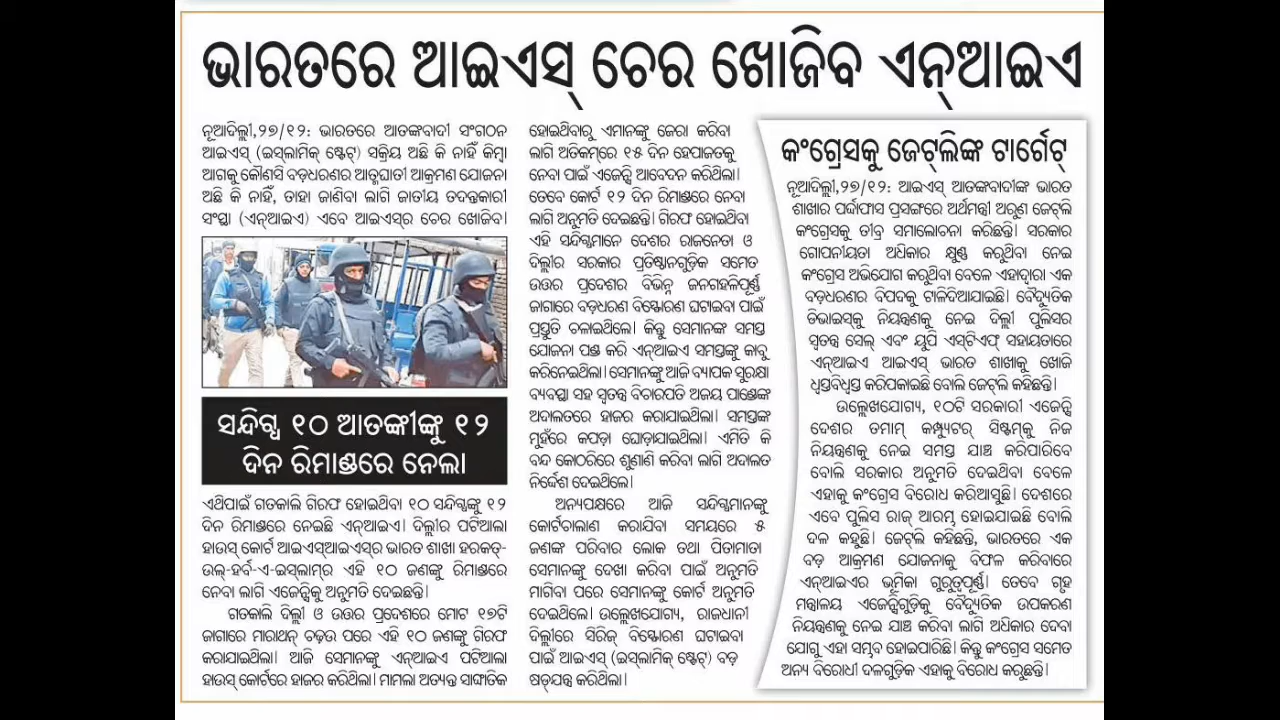 ଭାରତରେ ଆଇଏସ୍ ଚେର ଖୋଜିବ ଏନ୍ଆଇଏ
ନୂଆଦିଲ୍ଲୀ,୨୭/୧୨: ଭାରତରେ ଆତଙ୍କବାଦୀ ସଂଗଠନ
ଆଇଏସ୍ (ଇସ୍‌ଲାମିକ୍ ଷ୍ଟେଟ୍) ସକ୍ରିୟ ଅଛି କି ନାହିଁ କିମ୍ବା
ଆଗକୁ କୌଣସି ବଡ଼ଧରଣର ଆତ୍ମଘାତୀ ଆକ୍ରମଣ ଯୋଜନା
ଅଛି କି ନାହିଁ, ତାହା ଜାଣିବା ଲାଗି ଜାତୀୟ ତଦନ୍ତକାରୀ
ସଂସ୍ଥା (ଏନ୍ଆଇଏ) ଏବେ ଆଇଏସ୍‌ର ଚେର ଖୋଜିବ।
ସନ୍ଦିଗ୍ଧ ୧୦ ଆତଙ୍କୀଙ୍କୁ ୧୨
ଦିନ ରିମାଣ୍ଡରେ ନେଲା
ଏଥିପାଇଁ ଗତକାଲି ଗିରଫ ହୋଇଥିବା ୧୦ ସନ୍ଦିଗ୍ଧଙ୍କୁ ୧୨
ଦିନ ରିମାଣ୍ଡରେ ନେଇଛି ଏନ୍ଆଇଏ। ଦିଲ୍ଲୀର ପଟିଆଲା
ହାଉସ୍ କୋର୍ଟ ଆଇଏସ୍ଆଇଏସ୍‌ର ଭାରତ ଶାଖା ହରକତ୍-
ଉଲ୍-ହର୍ବ-ଏ-ଇସ୍‌ଲାମ୍‌ର ଏହି ୧୦ ଜଣଙ୍କୁ ରିମାଣ୍ଡରେ
ନେବା ଲାଗି ଏଜେନ୍ସିକୁ ଅନୁମତି ଦେଇଛନ୍ତି।
ଗତକାଲି ଦିଲ୍ଲୀ ଓ ଉତ୍ତର ପ୍ରଦେଶରେ ମୋଟ ୧୭ଟି
ଜାଗାରେ ମାରାଥନ୍ ଚଢ଼ଉ ପରେ ଏହି ୧୦ ଜଣଙ୍କୁ ଗିରଫ
କରାଯାଇଥିଲା। ଆଜି ସେମାନଙ୍କୁ ଏନ୍ଆଇଏ ପଟିଆଲା
ହାଉସ୍ କୋର୍ଟରେ ହାଜର କରିଥିଲା। ମାମଲା ଅତ୍ୟନ୍ତ ସାଙ୍ଘାତିକ
ହୋଇଥିବାରୁ ଏମାନଙ୍କୁ ଜେରା କରିବା
ଲାଗି ଅତିକମ୍‌ରେ ୧୫ ଦିନ ହେପାଜତକୁ
ନେବା ପାଇଁ ଏଜେନ୍ସି ଆବେଦନ କରିଥିଲା।
ତେବେ କୋର୍ଟ ୧୨ ଦିନ ରିମାଣ୍ଡରେ ନେବା
ଲାଗି ଅନୁମତି ଦେଇଛନ୍ତି। ଗିରଫ ହୋଇଥିବା
ଏହି ସନ୍ଦିଗ୍ଧମାନେ ଦେଶର ରାଜନେତା ଓ
ଦିଲ୍ଲୀର ସରକାର ପ୍ରତିଷ୍ଠାନଗୁଡ଼ିକ ସମେତ
ଉତ୍ତର ପ୍ରଦେଶର ବିଭିନ୍ନ ଜନଗହଳିପୂର୍ଣ୍ଣ
ଜାଗାରେ ବଡ଼ଧରଣ ବିସ୍ଫୋରଣ ଘଟାଇବା ପାଇଁ
ପ୍ରସ୍ତୁତି ଚଳାଇଥିଲେ। କିନ୍ତୁ ସେମାନଙ୍କ ସମସ୍ତ
ଯୋଜନା ପଣ୍ଡ କରି ଏନ୍ଆଇଏ ସମସ୍ତଙ୍କୁ କାବୁ
କରିନେଇଥିଲା। ସେମାନଙ୍କୁ ଆଜି ବ୍ୟାପକ ସୁରକ୍ଷା
ବ୍ୟବସ୍ଥା ସହ ସ୍ବତନ୍ତ୍ର ବିଚାରପତି ଅଜୟ ପାଣ୍ଡେଙ୍କ
ଅଦାଲତରେ ହାଜର କରାଯାଇଥିଲା। ସମସ୍ତଙ୍କ
ମୁହଁରେ କପଡ଼ା ଘୋଡ଼ାଯାଇଥିଲା। ଏମିତି କି
ବନ୍ଦ କୋଠରିରେ ଶୁଣାଣି କରିବା ଲାଗି ଅଦାଲତ
ନିର୍ଦ୍ଦେଶ ଦେଇଥିଲେ।
ଅନ୍ୟପକ୍ଷରେ ଆଜି ସନ୍ଦିଗ୍ଧମାନଙ୍କୁ
କୋର୍ଟଚାଲାଣ କରାଯିବା ସମୟରେ ୫
ଜଣଙ୍କ ପରିବାର ଲୋକ ତଥା ପିତାମାତା
ସେମାନଙ୍କୁ ଦେଖା କରିବା ପାଇଁ ଅନୁମତି
ମାଗିବା ପରେ ସେମାନଙ୍କୁ କୋର୍ଟ ଅନୁମତି
ଦେଇଥିଲେ। ଉଲ୍ଲେଖଯୋଗ୍ୟ, ରାଜଧାନୀ
ଦିଲ୍ଲୀରେ ସିରିଜ୍ ବିସ୍ଫୋରଣ ଘଟାଇବା
ପାଇଁ ଆଇଏସ୍ (ଇସ୍‌ଲାମିକ୍ ଷ୍ଟେଟ୍) ବଡ଼
ଷଡ଼ଯନ୍ତ୍ର କରିଥିଲା।
କଂଗ୍ରେସକୁ ଜେଟ୍‌ଲିଙ୍କ ଟାର୍ଗେଟ୍
ନୂଆଦିଲ୍ଲୀ,୨୭/୧୨: ଆଇଏସ୍ ଆତଙ୍କବାଦୀଙ୍କ ଭାରତ
ଶାଖାର ପର୍ଦ୍ଦାଫାସ ପ୍ରସଙ୍ଗରେ ଅର୍ଥମନ୍ତ୍ରୀ ଅରୁଣ ଜେଟ୍‌ଲି
କଂଗ୍ରେସକୁ ତୀବ୍ର ସମାଲୋଚନା କରିଛନ୍ତି। ସରକାର
ଗୋପନୀୟତା ଅଧିକାର କ୍ଷୁଣ୍ଣ କରୁଥିବା ନେଇ
କଂଗ୍ରେସ ଅଭିଯୋଗ କରୁଥିବା ବେଳେ ଏହାଦ୍ୱାରା ଏକ
ବଡ଼ଧରଣର ବିପଦକୁ ଟାଳିଦିଆଯାଇଛି। ବୈଦ୍ୟୁତିକ
ଡିଭାଇସ୍‌କୁ ନିୟନ୍ତ୍ରଣକୁ ନେଇ ଦିଲ୍ଲୀ ପୁଲିସର
ସ୍ୱତନ୍ତ୍ର ସେଲ୍ ଏବଂ ୟୁପି ଏସ୍‌ଟିଏଫ୍ ସହାୟତାରେ
ଏନ୍ଆଇଏ ଆଇଏସ୍ ଭାରତ ଶାଖାକୁ ଖୋଜି
ଧ୍ୱସ୍ତବିଧ୍ୱସ୍ତ କରିପକାଇଛି ବୋଲି ଜେଟ୍‌ଲି କହିଛନ୍ତି।
ଉଲ୍ଲେଖଯୋଗ୍ୟ, ୧୦ଟି ସରକାରୀ ଏଜେନ୍ସି
ଦେଶର ତମାମ୍ କମ୍ପ୍ୟୁଟର୍ ସିଷ୍ଟମ୍‌କୁ ନିଜ
ନିୟନ୍ତ୍ରଣକୁ ନେଇ ସମସ୍ତ ଯାଞ୍ଚ କରିପାରିବେ
ବୋଲି ସରକାର ଅନୁମତି ଦେଇଥିବା ବେଳେ
ଏହାକୁ କଂଗ୍ରେସ ବିରୋଧ କରିଆସୁଛି। ଦେଶରେ
ଏବେ ପୁଲିସ ରାଜ୍ ଆରମ୍ଭ ହୋଇଯାଇଛି ବୋଲି
ଦଳ କହୁଛି। ଜେଟ୍‌ଲି କହିଛନ୍ତି, ଭାରତରେ ଏକ
ବଡ଼ ଆକ୍ରମଣ ଯୋଜନାକୁ ବିଫଳ କରିବାରେ
ଏନ୍ଆଇଏର ଭୂମିକା ଗୁରୁତ୍ୱପୂର୍ଣ୍ଣ। ତେବେ ଗୃହ
ମନ୍ତ୍ରାଳୟ ଏଜେନ୍ସିଗୁଡ଼ିକୁ ବୈଦ୍ୟୁତିକ ଉପକରଣ
ନିୟନ୍ତ୍ରଣକୁ ନେଇ ଯାଞ୍ଚ କରିବା ଲାଗି ଅଧିକାର ଦେବା
ଯୋଗୁ ଏହା ସମ୍ଭବ ହୋଇପାରିଛି। କିନ୍ତୁ କଂଗ୍ରେସ ସମେତ
ଅନ୍ୟ ବିରୋଧୀ ଦଳଗୁଡ଼ିକ ଏହାକୁ ବିରୋଧ କରୁଛନ୍ତି।